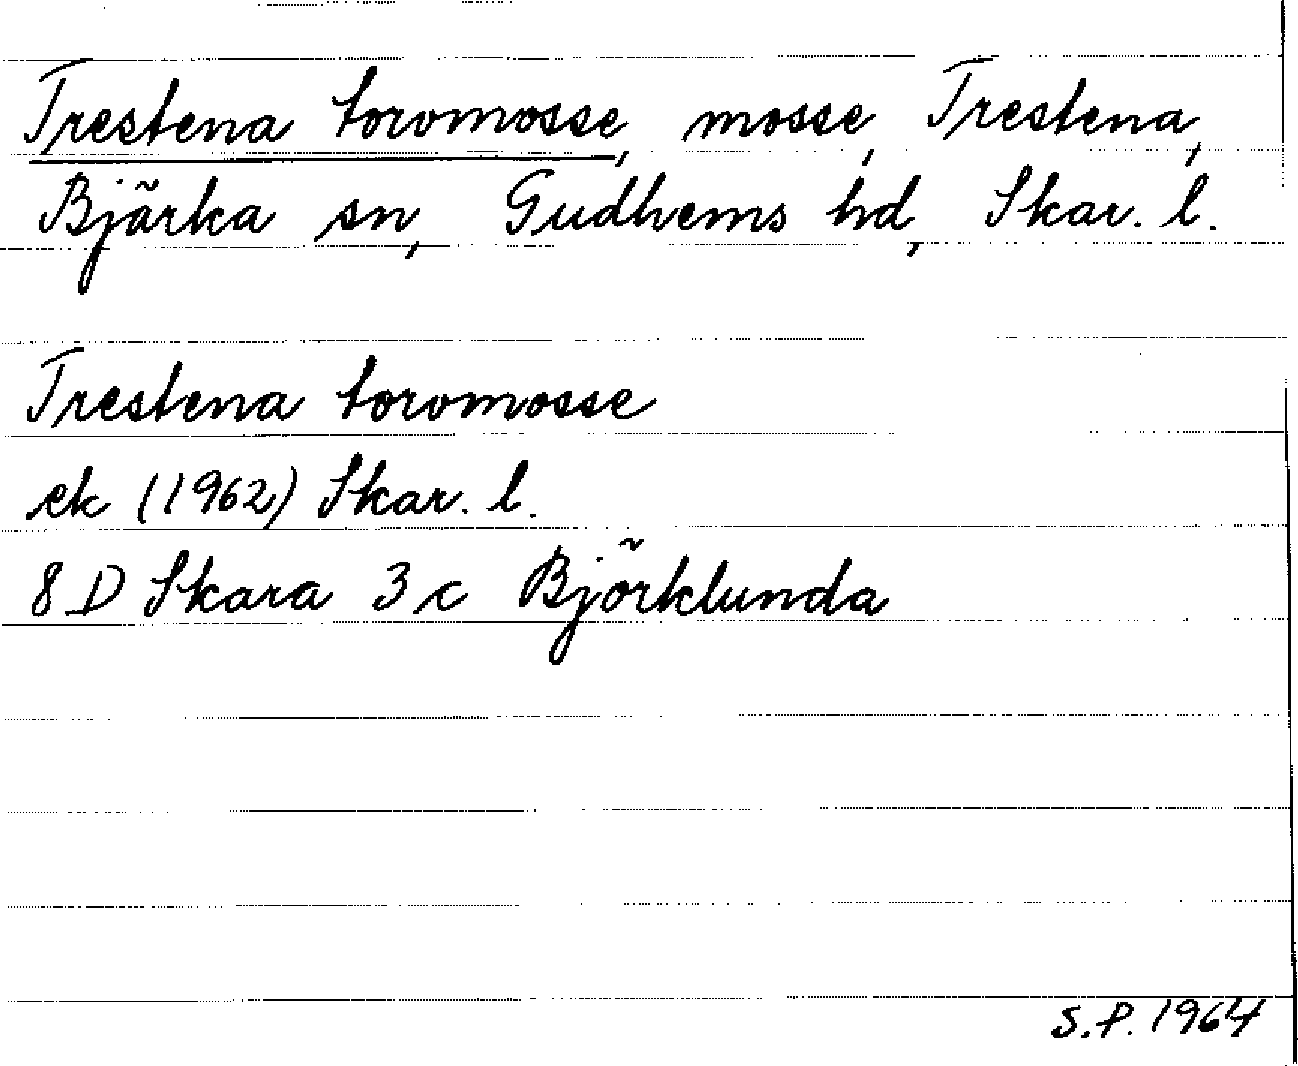 Trestena torvmosse, mosse, Trestena,
Bjärka sn, Gudhems hd, Skar. l.
Trestena torvmosse
ek (1962) Skar. l.
8 D Skara 3 c Björklunda
S.P. 1964